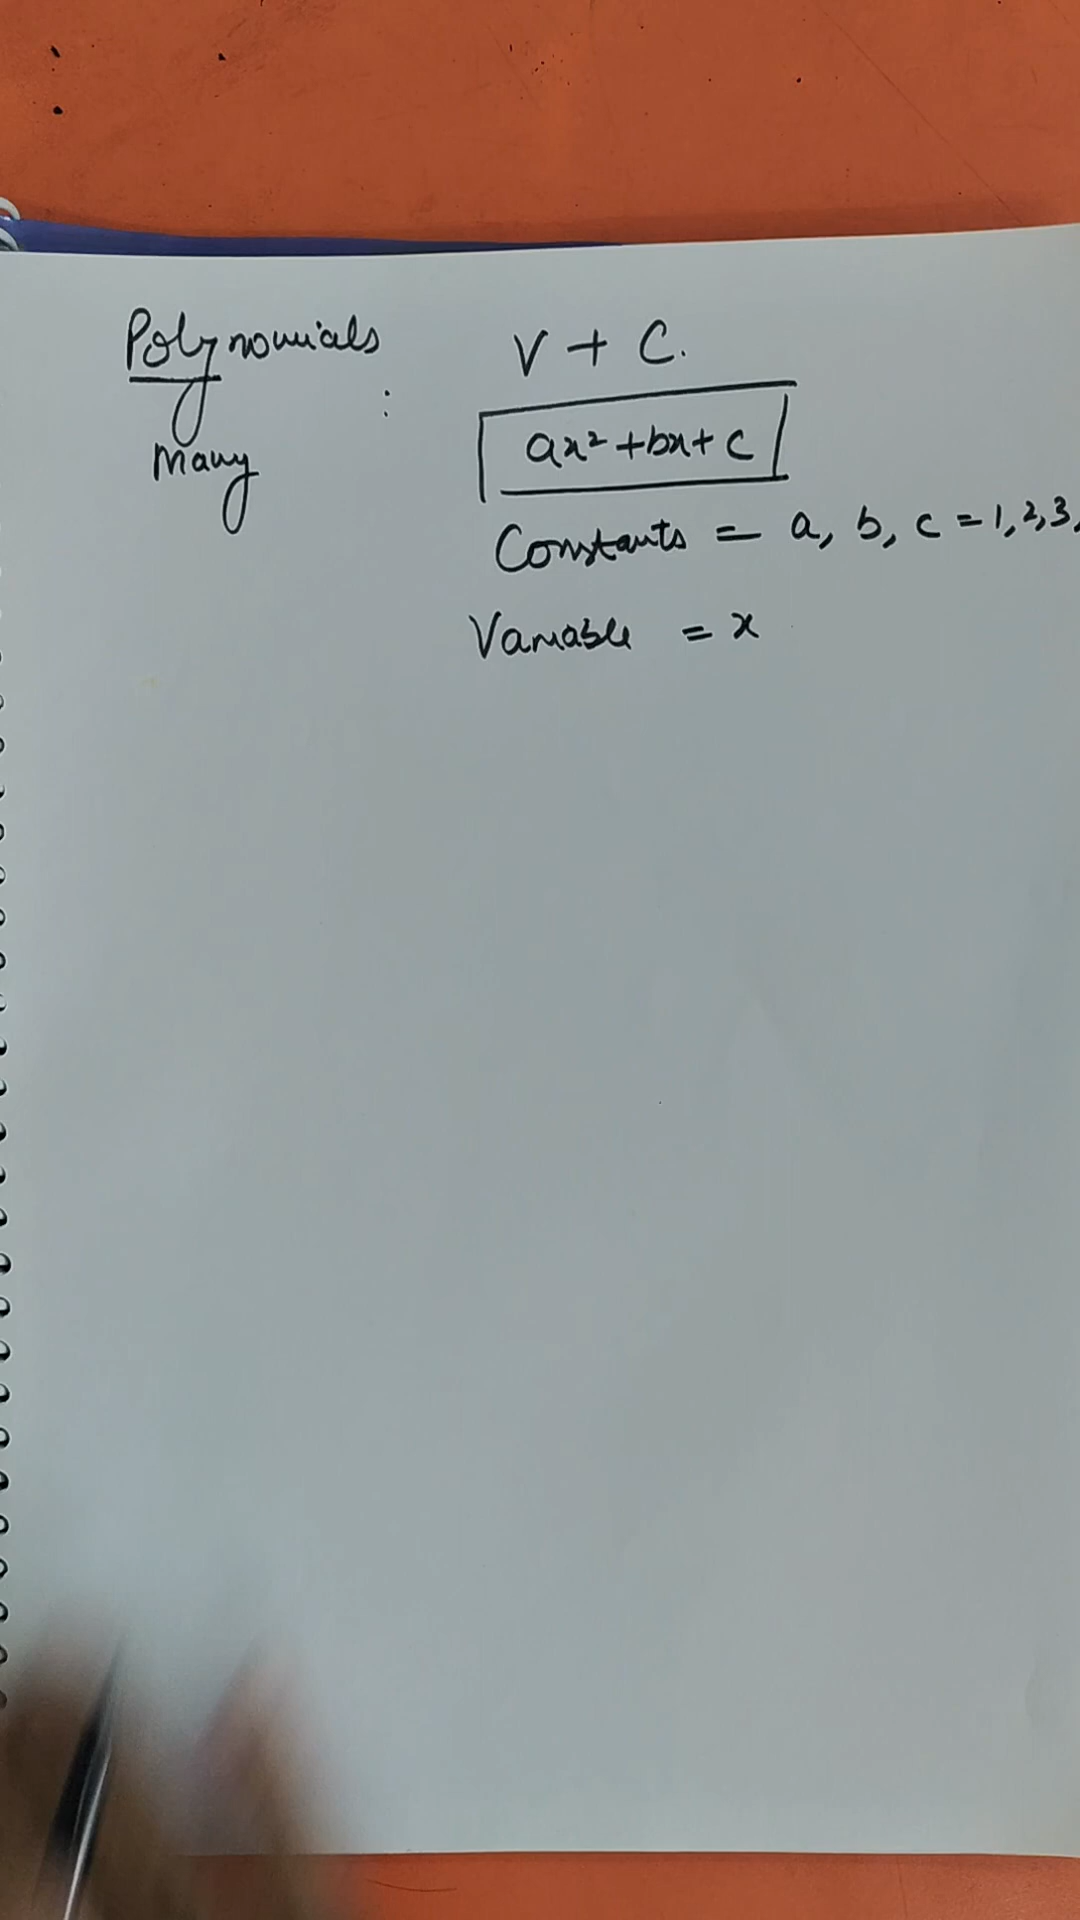 Polynomials : V + C.
Many
ax² + bx + c
Constants = a, b, c = 1, 2, 3,
Variable = x